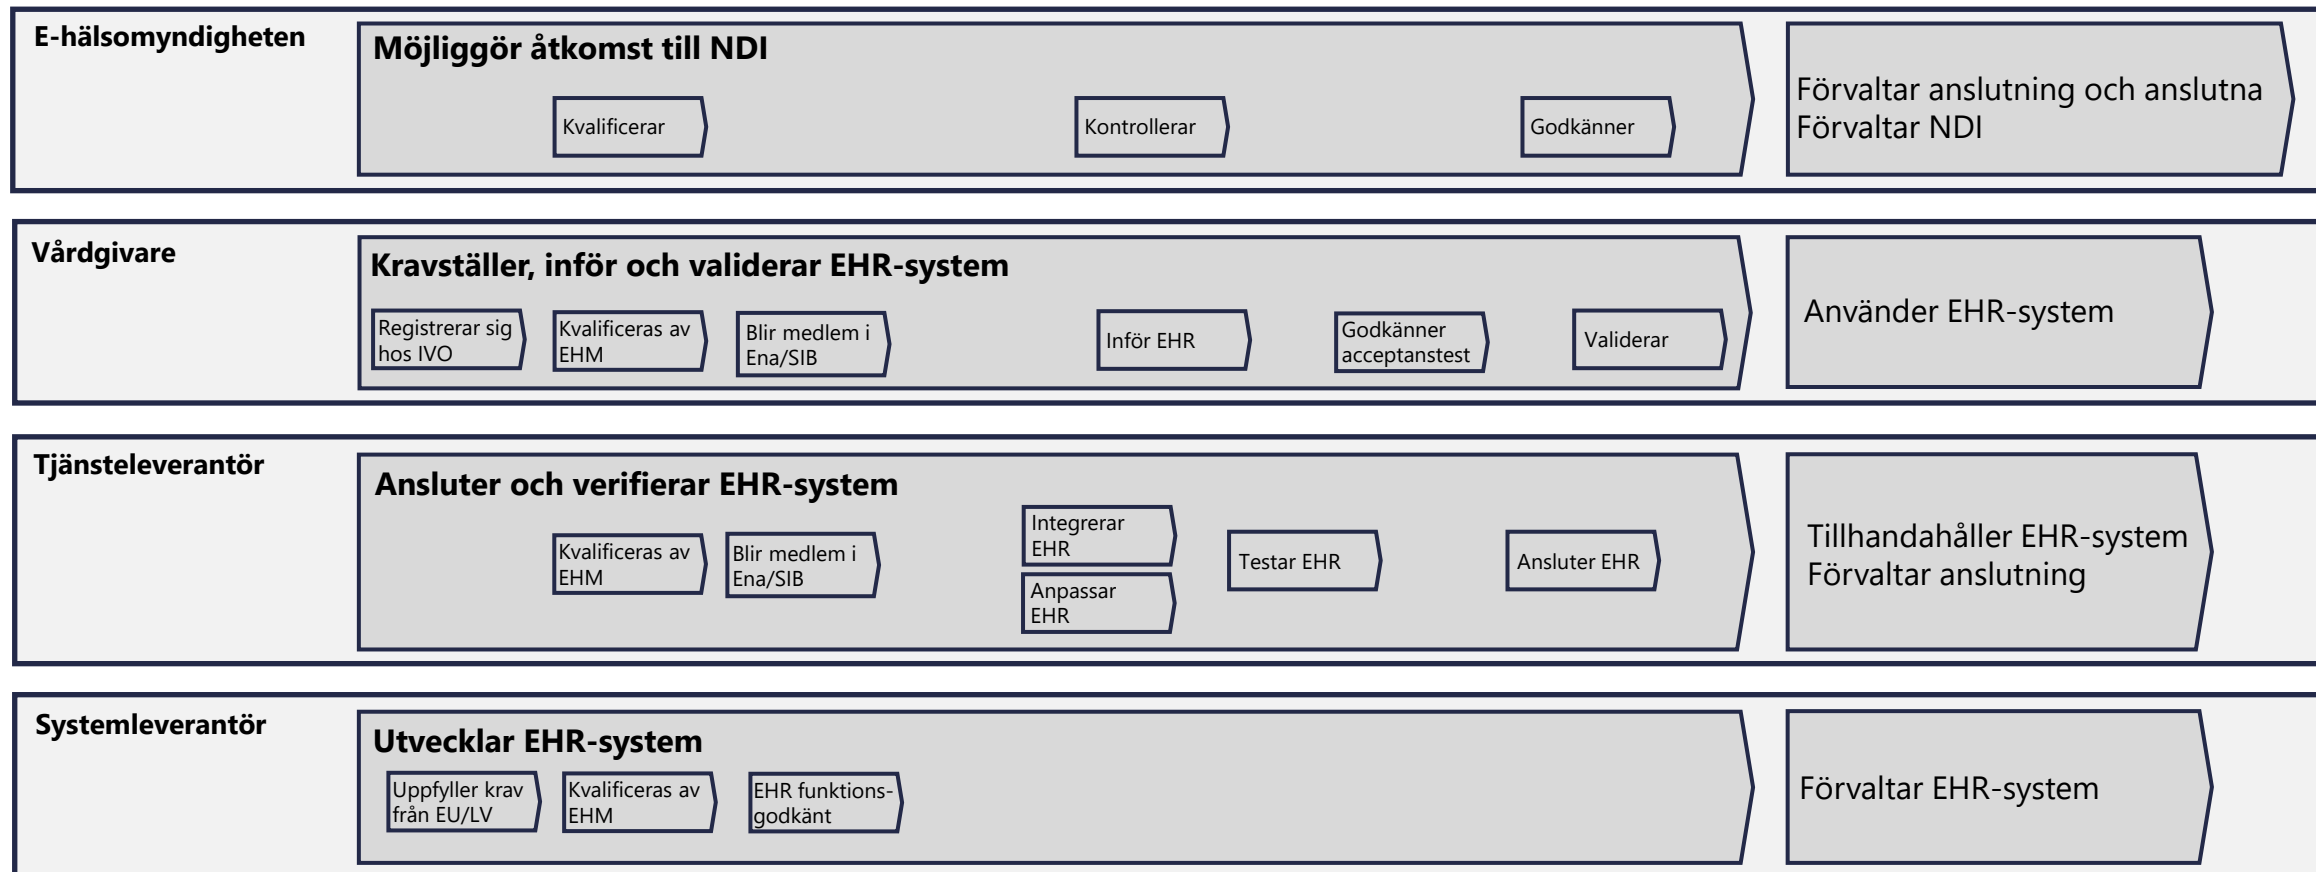 E-hälsomyndigheten
Möjliggör åtkomst till NDI
Kvalificerar
Kontrollerar
Godkänner
Förvaltar anslutning och anslutna
Förvaltar NDI
Vårdgivare
Kravställer, inför och validerar EHR-system
Registrerar sig
hos IVO
Kvalificeras av
EHM
Blir medlem i
Ena/SIB
Inför EHR
Godkänner
acceptanstest
Validerar
Använder EHR-system
Tjänsteleverantör
Ansluter och verifierar EHR-system
Kvalificeras av
EHM
Blir medlem i
Ena/SIB
Integrerar
EHR
Anpassar
EHR
Testar EHR
Ansluter EHR
Tillhandahåller EHR-system
Förvaltar anslutning
Systemleverantör
Utvecklar EHR-system
Uppfyller krav
från EU/LV
Kvalificeras av
EHM
EHR funktions-
godkänt
Förvaltar EHR-system